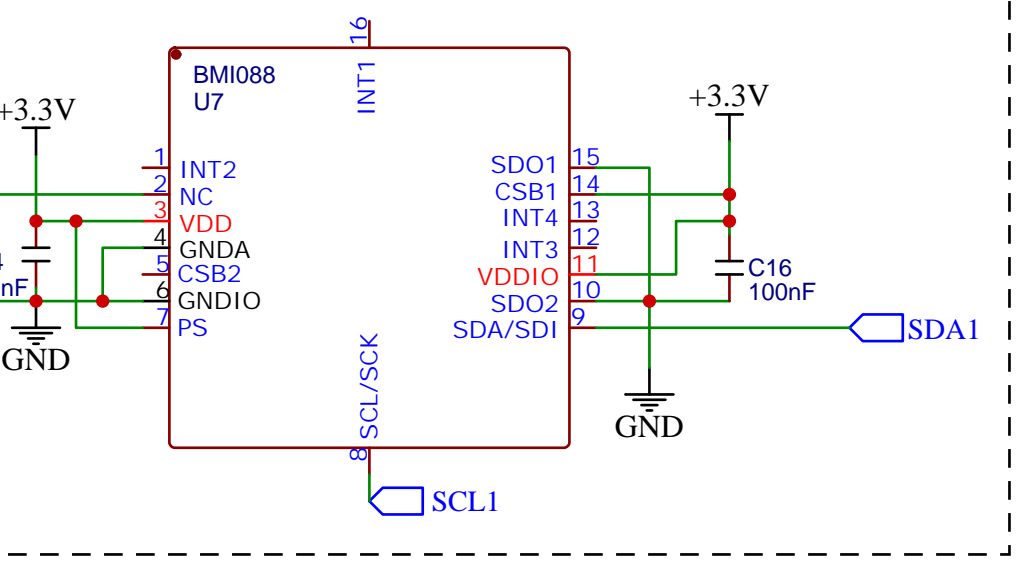 16
BMI088
U7
INT1
+3.3V
+3.3V
1
INT2
SDO1
15
2
NC
CSB1
14
3
VDD
INT4
13
4
GNDA
INT3
12
5
CSB2
VDDIO
11
C16
nF
6
GNDIO
SDO2
10
100nF
7
PS
SDA/SDI
9
SDA1
GND
SCL/SCK
GND
8
SCL1